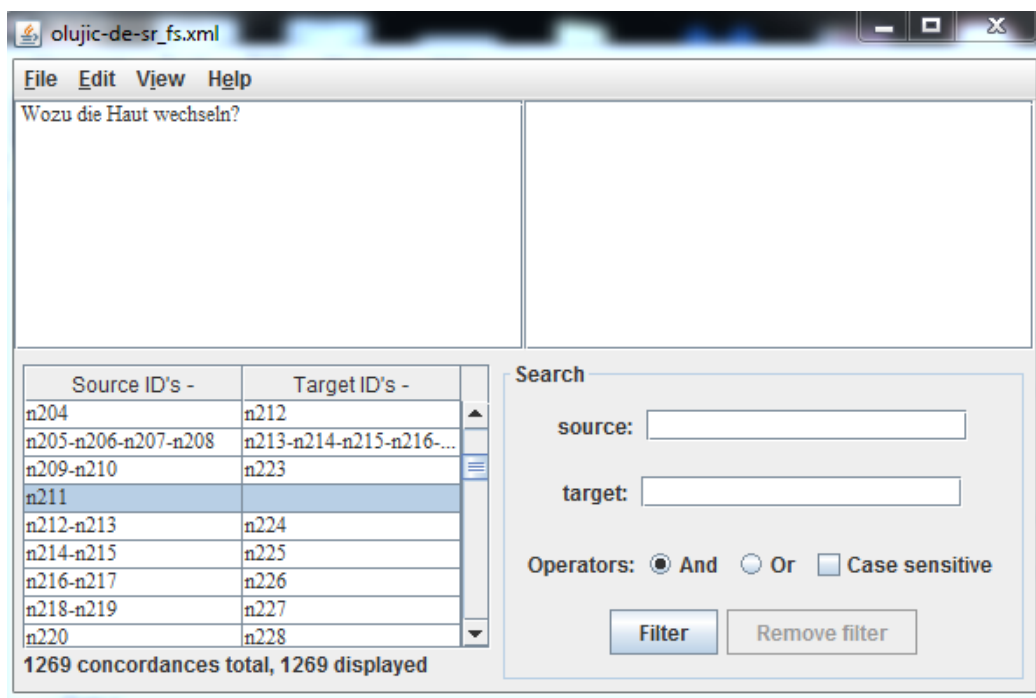 olujic-de-sr_fs.xml
File Edit View Help
Wozu die Haut wechseln?
Source ID's - Target ID's -
n204 n212
n205-n206-n207-n208 n213-n214-n215-n216-...
n209-n210 n223
n211
n212-n213 n224
n214-n215 n225
n216-n217 n226
n218-n219 n227
n220 n228
1269 concordances total, 1269 displayed
Search
source:
target:
Operators: And Or Case sensitive
Filter Remove filter